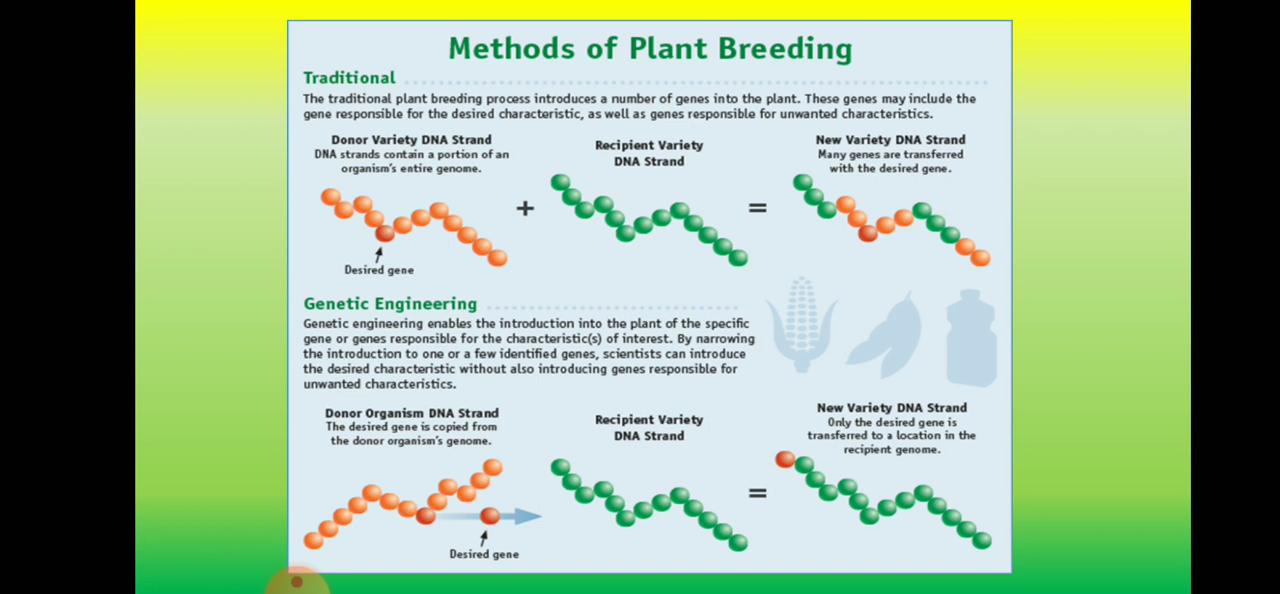 Methods of Plant Breeding
Traditional
The traditional plant breeding process introduces a number of genes into the plant. These genes may include the
gene responsible for the desired characteristic, as well as genes responsible for unwanted characteristics.
Donor Variety DNA Strand
DNA strands contain a portion of an
organism's entire genome.
Recipient Variety
DNA Strand
New Variety DNA Strand
Many genes are transferred
with the desired gene.
+
=
Desired gene
Genetic Engineering
Genetic engineering enables the introduction into the plant of the specific
gene or genes responsible for the characteristic(s) of interest. By narrowing
the introduction to one or a few identified genes, scientists can introduce
the desired characteristic without also introducing genes responsible for
unwanted characteristics.
Donor Organism DNA Strand
The desired gene is copied from
the donor organism's genome.
Recipient Variety
DNA Strand
New Variety DNA Strand
Only the desired gene is
transferred to a location in the
recipient genome.
=
Desired gene